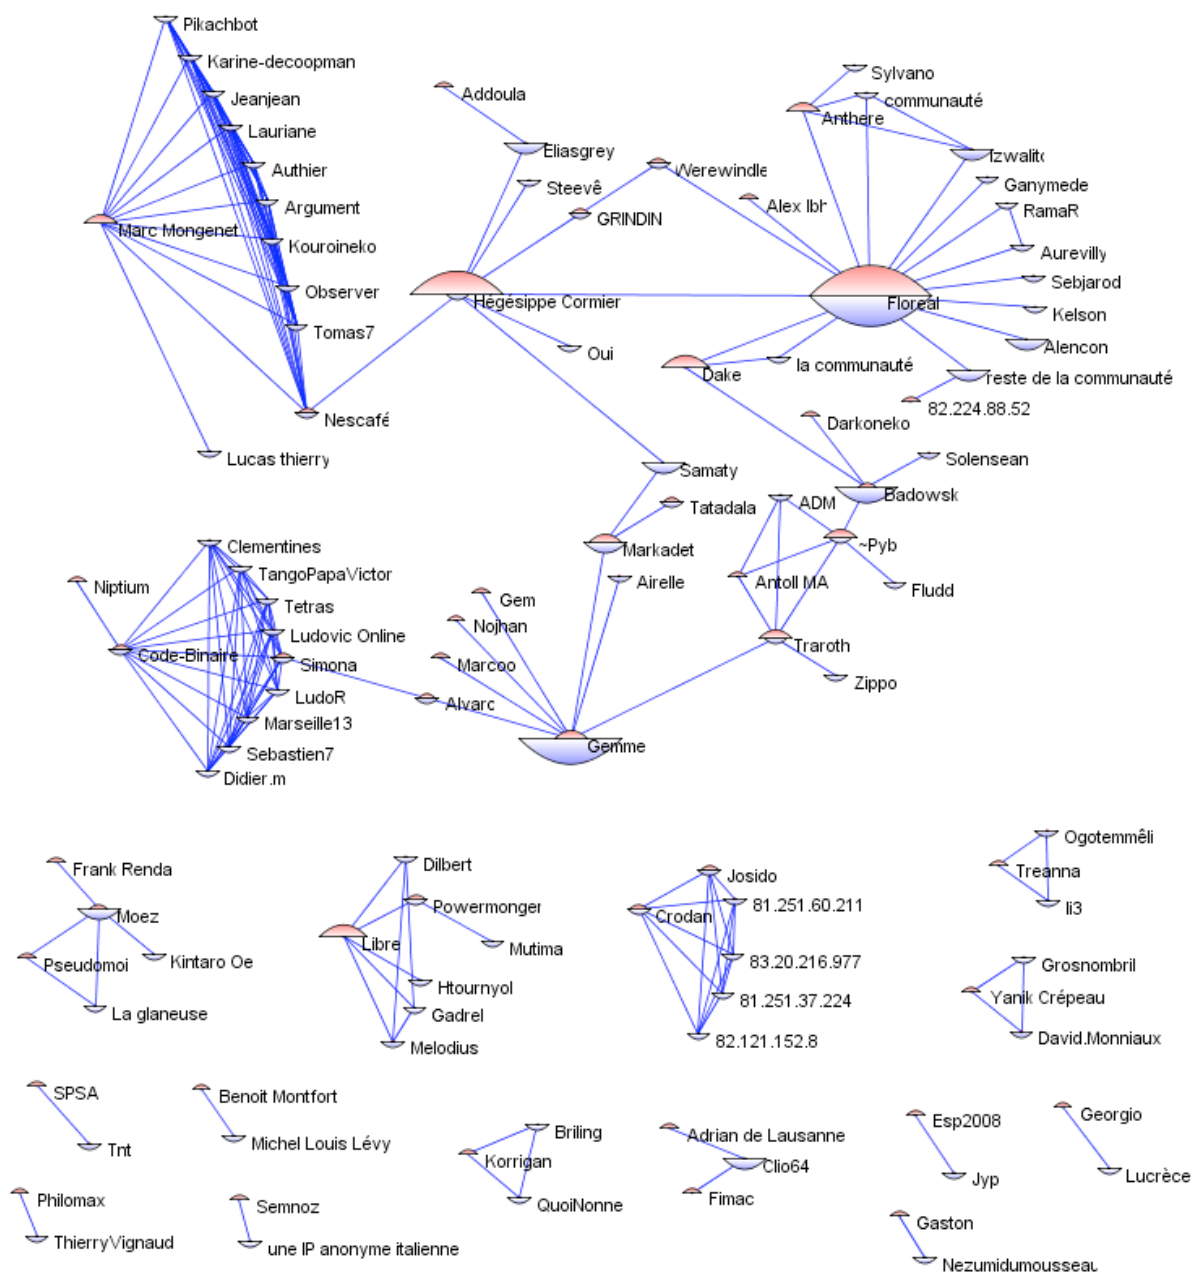 Pikachbot
Karine-decoopman
Jeanjean
Lauriane
Authier
Argument
Marc Mongenet
Kouroineko
Observer
Tomas7
Nescafé
Lucas thierry
Addoula
Eliasgrey
Steevê
GRINDIN
Werewindle
Hégésippe Cormier
Oui
Sylvano
communauté
Anthere
Izwalito
Ganymede
Alex lbh
RamaR
Aurevilly
Sebjarod
Floreal
Kelson
Alencon
la communauté
Dake
reste de la communauté
82.224.88.52
Darkoneko
Solensean
Badowsk
Samaty
Tatadala
Markadet
Airelle
ADM
~Pyb
Antoll MA
Fludd
Traroth
Zippo
Clementines
Niptium
TangoPapaVictor
Tetras
Ludovic Online
Code-Binaire
Simona
LudoR
Marseille13
Sebastien7
Didier.m
Gem
Nojhan
Marcoo
Alvaro
Gemme
Frank Renda
Moez
Pseudomoi
Kintaro Oe
La glaneuse
Dilbert
Powermonger
Libre
Mutima
Htournyol
Gadrel
Melodius
Josido
81.251.60.211
Crodan
83.20.216.977
81.251.37.224
82.121.152.8
Ogotemmêli
Treanna
li3
Grosnombril
Yanik Crépeau
David.Monniaux
SPSA
Tnt
Benoit Montfort
Michel Louis Lévy
Briling
Korrigan
QuoiNonne
Adrian de Lausanne
Clio64
Fimac
Esp2008
Jyp
Georgio
Lucrèce
Philomax
ThierryVignaud
Semnoz
une IP anonyme italienne
Gaston
Nezumidumousseau